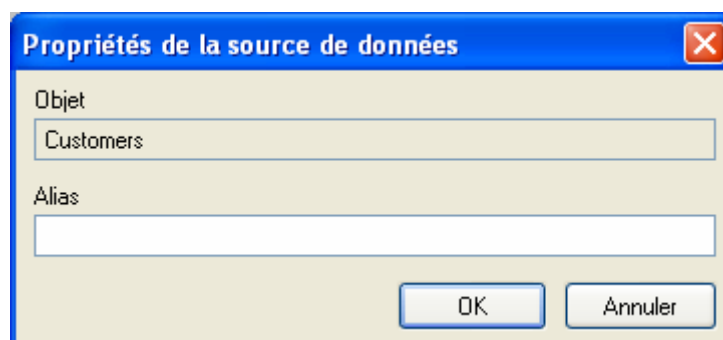 Propriétés de la source de données
Objet
Customers
Alias
OK
Annuler